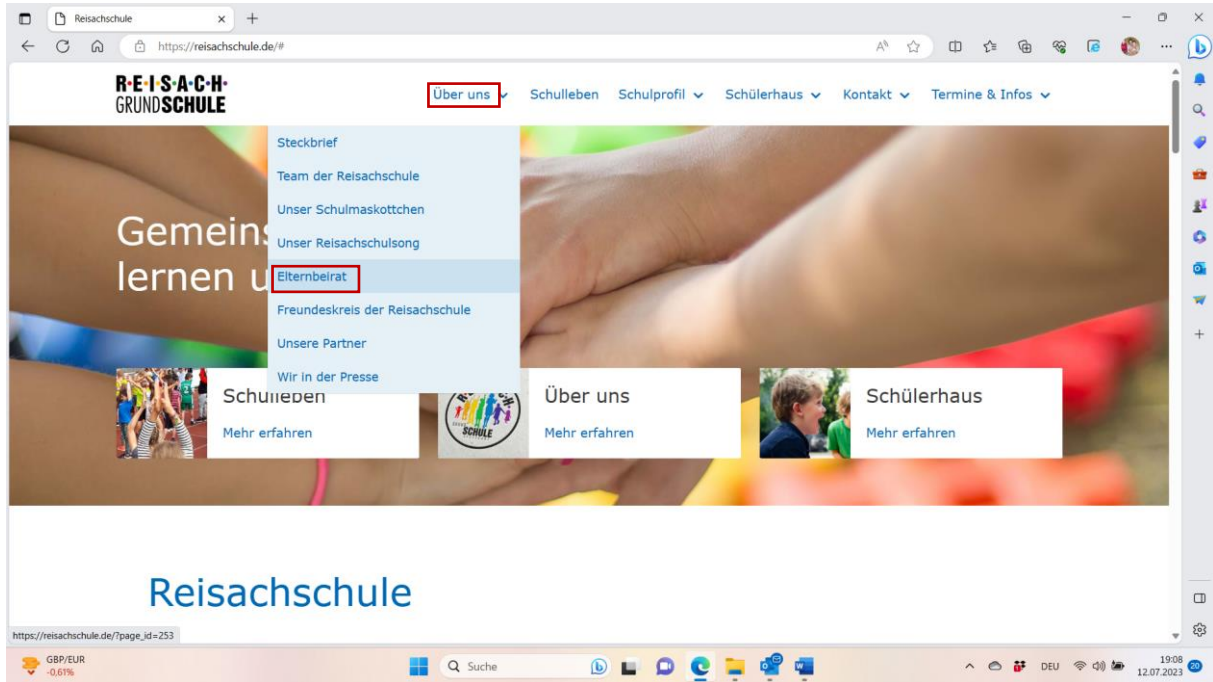 Reisachschule
https://reisachschule.de/#
R·E·I·S·A·C·H·
GRUNDSCHULE
Über uns
Schulleben
Schulprofil
Schülerhaus
Kontakt
Termine & Infos
Steckbrief
Team der Reisachschule
Unser Schulmaskottchen
Unser Reisachschulsong
Elternbeirat
Freundeskreis der Reisachschule
Unsere Partner
Wir in der Presse
Gemeins
lernen u
Schulleben
Mehr erfahren
SCHULE
Über uns
Mehr erfahren
Schülerhaus
Mehr erfahren
Reisachschule
https://reisachschule.de/?page_id=253
GBP/EUR
-0,61%
Suche
DEU
19:08
12.07.2023
20